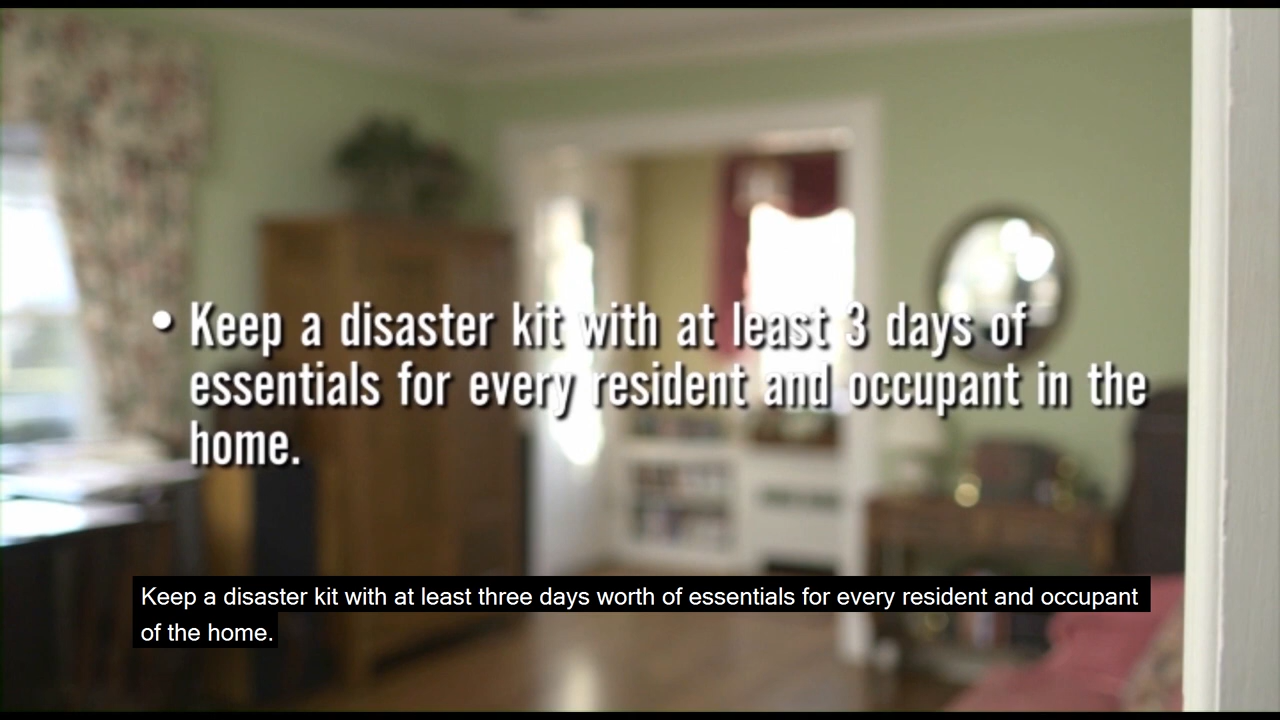 • Keep a disaster kit with at least 3 days of
essentials for every resident and occupant in the
home.
Keep a disaster kit with at least three days worth of essentials for every resident and occupant
of the home.